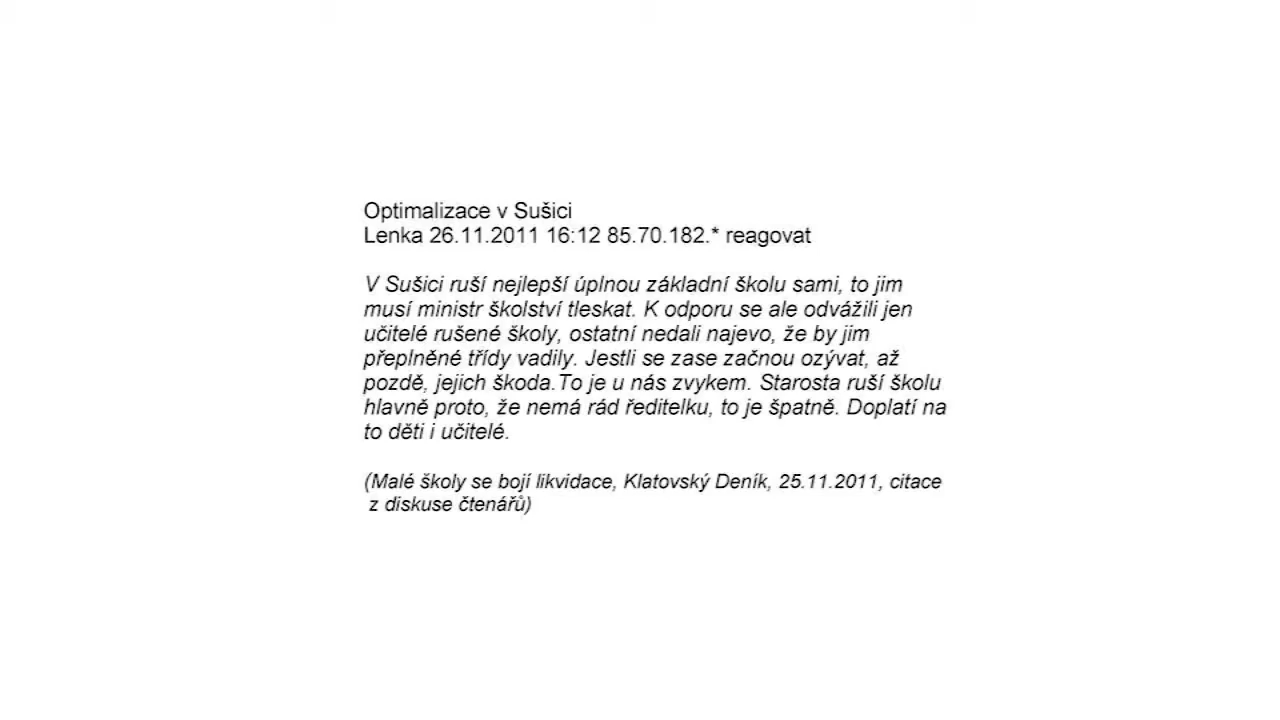 Optimalizace v Sušici
Lenka 26.11.2011 16:12 85.70.182.* reagovat
V Sušici ruší nejlepší úplnou základní školu sami, to jim
musí ministr školství tleskat. K odporu se ale odvážili jen
učitelé rušené školy, ostatní nedali najevo, že by jim
přeplněné třídy vadily. Jestli se zase začnou ozývat, až
pozdě, jejich škoda.To je u nás zvykem. Starosta ruší školu
hlavně proto, že nemá rád ředitelku, to je špatně. Doplatí na
to děti i učitelé.
(Malé školy se bojí likvidace, Klatovský Deník, 25.11.2011, citace
z diskuse čtenářů)